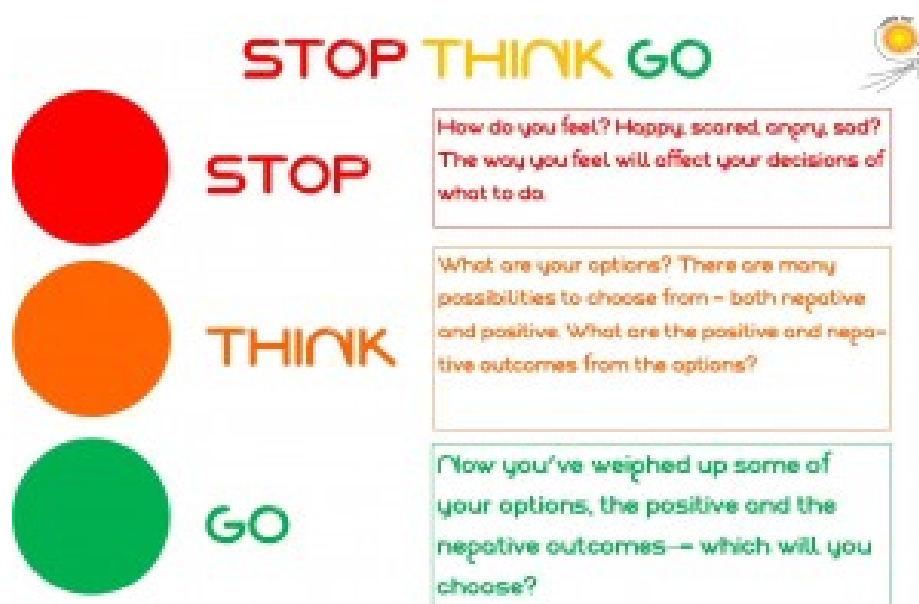 STOP THINK GO
STOP
How do you feel? Happy, scared, angry, sad?
The way you feel will affect your decisions of
what to do.
THINK
What are your options? There are many
possibilities to choose from - both negative
and positive. What are the positive and nega-
tive outcomes from the options?
GO
Now you've weighed up some of
your options, the positive and the
negative outcomes-- which will you
choose?